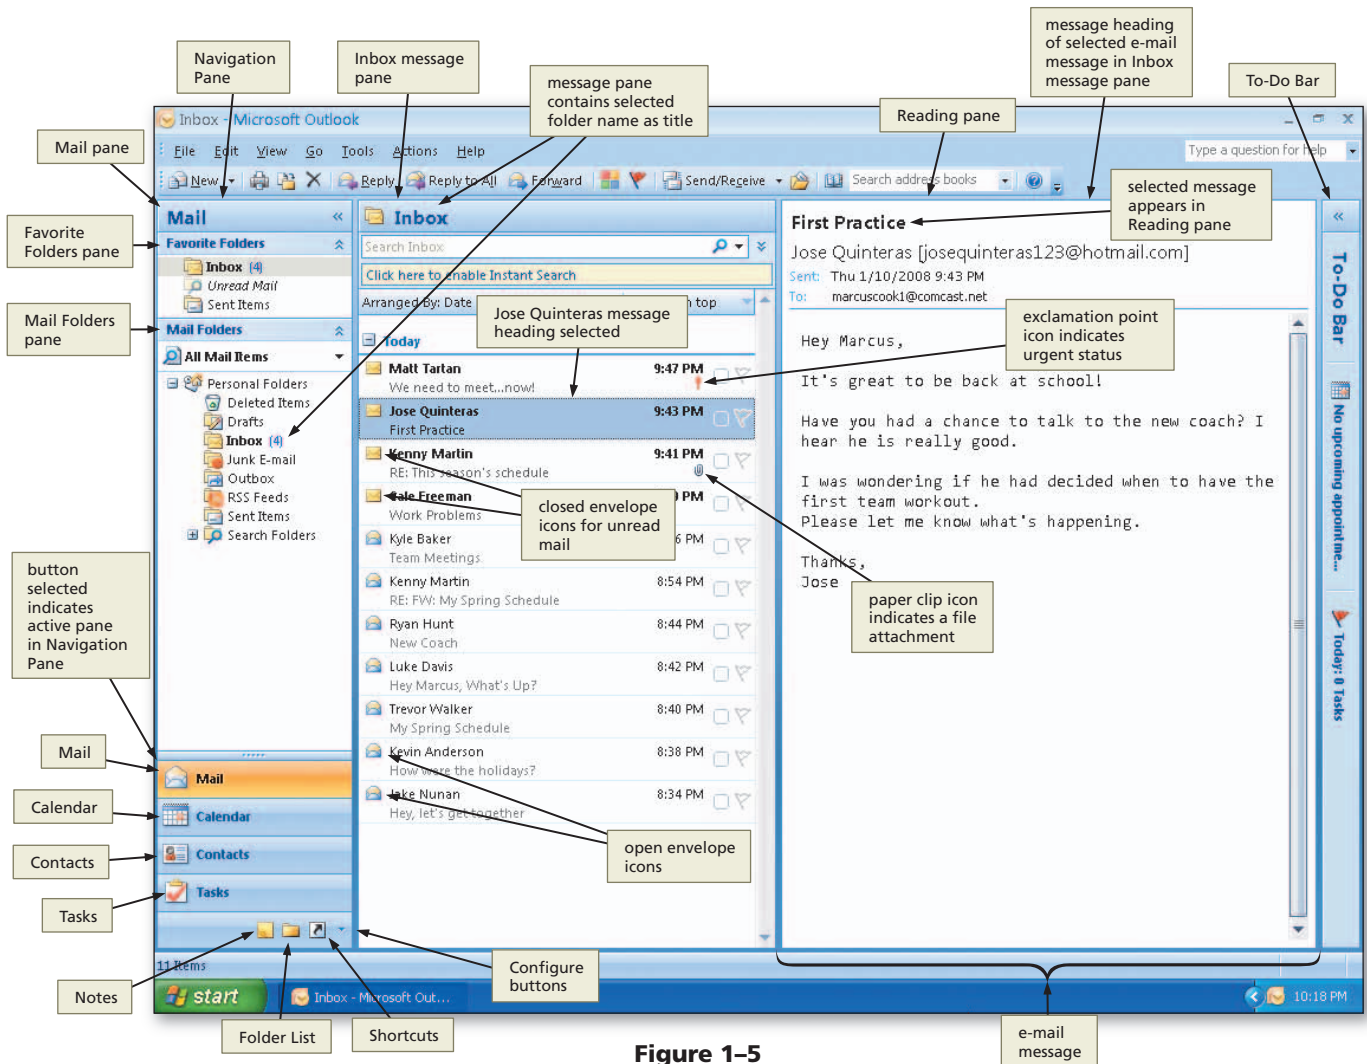 Navigation
Pane
Inbox message
pane
message pane
contains selected
folder name as title
message heading
of selected e-mail
message in Inbox
message pane
To-Do Bar
Reading pane
Mail pane
Inbox - Microsoft Outlook
File Edit View Go Tools Actions Help
Type a question for help
New Reply Reply to All Forward Send/Receive Search address books
selected message
appears in
Reading pane
Favorite
Folders pane
Mail Folders
pane
Mail
Favorite Folders
Inbox (4)
Unread Mail
Sent Items
Mail Folders
All Mail Items
Personal Folders
Deleted Items
Drafts
Inbox (4)
Junk E-mail
Outbox
RSS Feeds
Sent Items
Search Folders
Inbox
Search Inbox
Click here to enable Instant Search
Arranged By: Date top
Jose Quinteras message
heading selected
Today
Matt Tartan 9:47 PM
We need to meet...now!
Jose Quinteras 9:43 PM
First Practice
Kenny Martin 9:41 PM
RE: This season's schedule
Freeman PM
Work Problems
closed envelope
icons for unread
mail
Kyle Baker PM
Team Meetings
Kenny Martin 8:54 PM
RE: FW: My Spring Schedule
Ryan Hunt 8:44 PM
New Coach
Luke Davis 8:42 PM
Hey Marcus, What's Up?
Trevor Walker 8:40 PM
My Spring Schedule
Kevin Anderson 8:38 PM
How were the holidays?
Jake Nunan 8:34 PM
Hey, let's get together
open envelope
icons
First Practice
Jose Quinteras [josequinteras123@hotmail.com]
Sent: Thu 1/10/2008 9:43 PM
To: marcuscook1@comcast.net
exclamation point
icon indicates
urgent status
Hey Marcus,
It's great to be back at school!
Have you had a chance to talk to the new coach? I
hear he is really good.
I was wondering if he had decided when to have the
first team workout.
Please let me know what's happening.
Thanks,
Jose
paper clip icon
indicates a file
attachment
To-Do Bar
No upcoming appointme...
Today: 0 Tasks
button
selected
indicates
active pane
in Navigation
Pane
Mail
Calendar
Contacts
Tasks
Mail
Calendar
Contacts
Tasks
11 Items
Notes
Folder List
Shortcuts
Configure
buttons
start
Inbox - Microsoft Out...
10:18 PM
e-mail
message
Figure 1–5